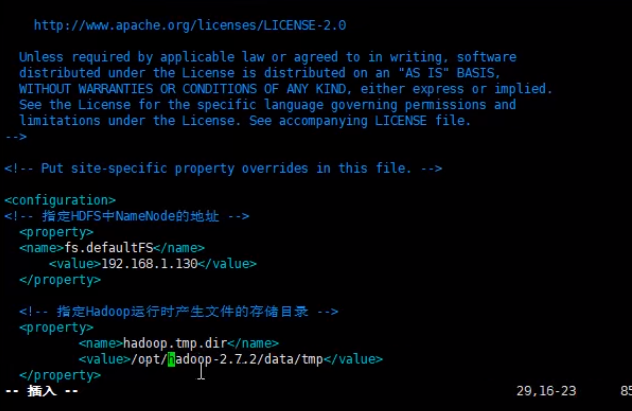 http://www.apache.org/licenses/LICENSE-2.0
Unless required by applicable law or agreed to in writing, software
distributed under the License is distributed on an "AS IS" BASIS,
WITHOUT WARRANTIES OR CONDITIONS OF ANY KIND, either express or implied.
See the License for the specific language governing permissions and
limitations under the License. See accompanying LICENSE file.
-->
<!-- Put site-specific property overrides in this file. -->
<configuration>
<!-- 指定HDFS中NameNode的地址 -->
<property>
<name>fs.defaultFS</name>
<value>192.168.1.130</value>
</property>
<!-- 指定Hadoop运行时产生文件的存储目录 -->
<property>
<name>hadoop.tmp.dir</name>
<value>/opt/hadoop-2.7.2/data/tmp</value>
</property>
-- 插入 -- 29,16-23 85